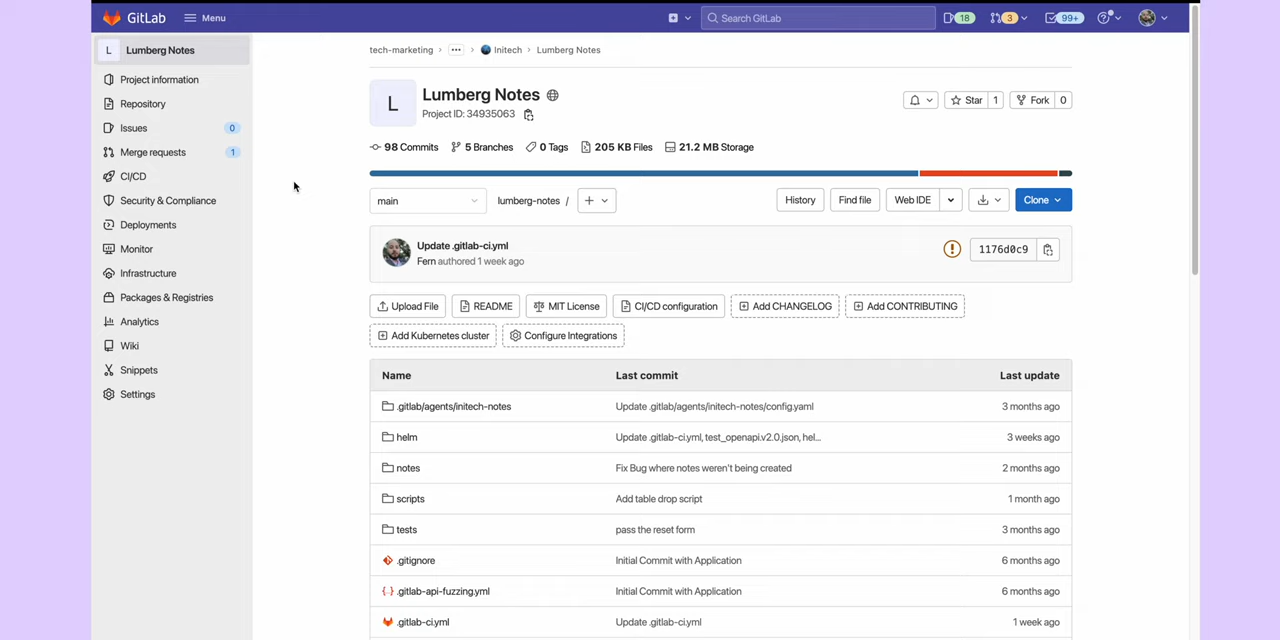 GitLab
Menu
Search GitLab
18
3
99+
L Lumberg Notes
Project information
Repository
Issues 0
Merge requests 1
CI/CD
Security & Compliance
Deployments
Monitor
Infrastructure
Packages & Registries
Analytics
Wiki
Snippets
Settings
tech-marketing › ••• › Initech › Lumberg Notes
L
Lumberg Notes
Project ID: 34935063
Star 1
Fork 0
98 Commits 5 Branches 0 Tags 205 KB Files 21.2 MB Storage
main
lumberg-notes / +
History
Find file
Web IDE
Clone
Update .gitlab-ci.yml
Fern authored 1 week ago
1176d0c9
Upload File README MIT License CI/CD configuration Add CHANGELOG Add CONTRIBUTING
Add Kubernetes cluster Configure Integrations
Name Last commit Last update
.gitlab/agents/initech-notes Update .gitlab/agents/initech-notes/config.yaml 3 months ago
helm Update .gitlab-ci.yml, test_openapi.v2.0.json, hel... 3 weeks ago
notes Fix Bug where notes weren't being created 2 months ago
scripts Add table drop script 1 month ago
tests pass the reset form 3 months ago
.gitignore Initial Commit with Application 6 months ago
.gitlab-api-fuzzing.yml Initial Commit with Application 6 months ago
.gitlab-ci.yml Update .gitlab-ci.yml 1 week ago